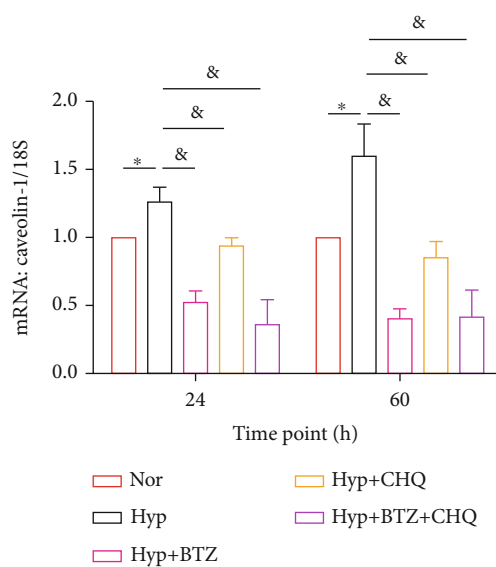 &
&
&
&
* &
* &
mRNA: caveolin-1/18S
2.0
1.5
1.0
0.5
0.0
24 60
Time point (h)
Nor
Hyp
Hyp+BTZ
Hyp+CHQ
Hyp+BTZ+CHQ